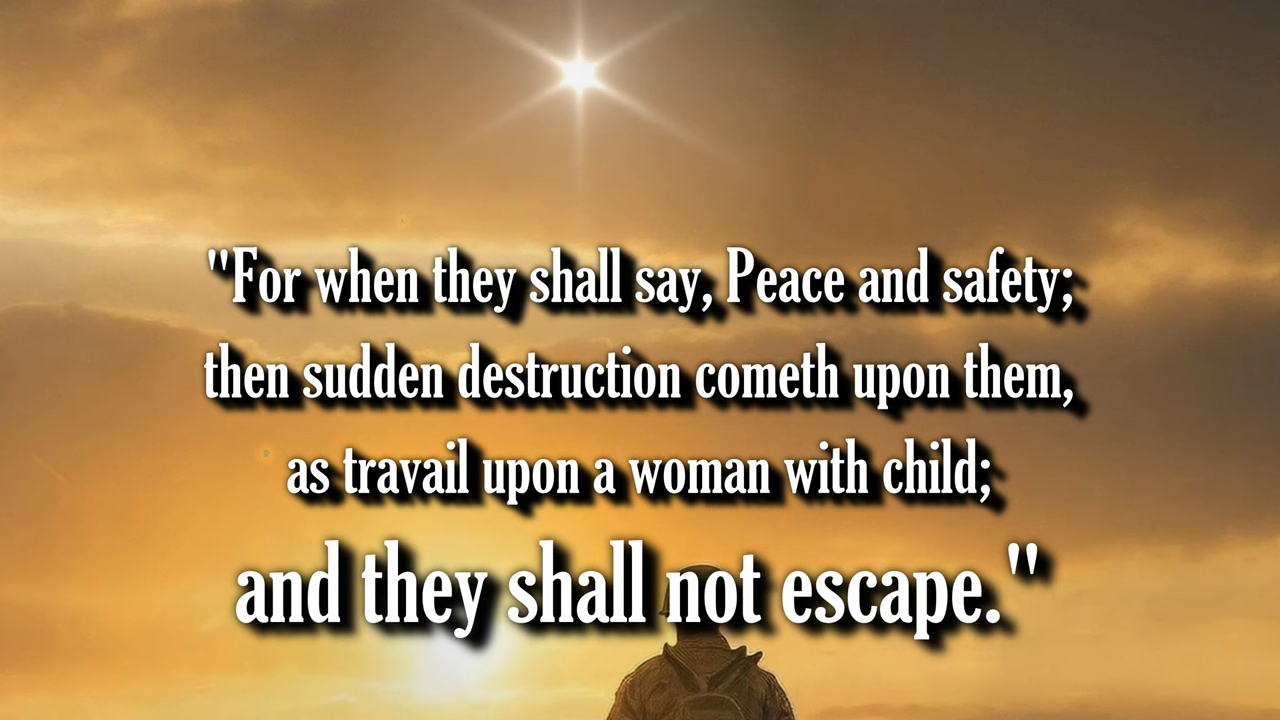 "For when they shall say, Peace and safety;
then sudden destruction cometh upon them,
as travail upon a woman with child;
and they shall not escape."